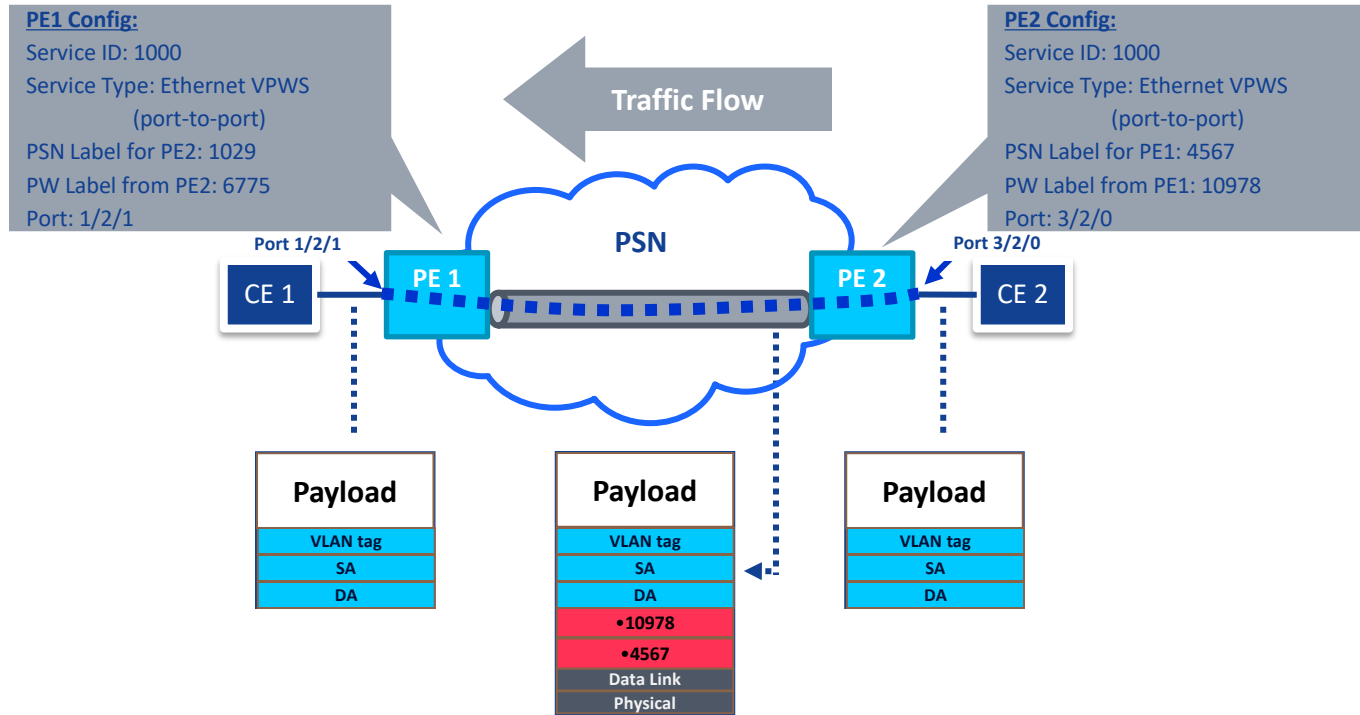 PE1 Config:
Service ID: 1000
Service Type: Ethernet VPWS
(port-to-port)
PSN Label for PE2: 1029
PW Label from PE2: 6775
Port: 1/2/1
Traffic Flow
PE2 Config:
Service ID: 1000
Service Type: Ethernet VPWS
(port-to-port)
PSN Label for PE1: 4567
PW Label from PE1: 10978
Port: 3/2/0
Port 1/2/1
PSN
Port 3/2/0
CE 1
PE 1
PE 2
CE 2
Payload
VLAN tag
SA
DA
Payload
VLAN tag
SA
DA
•10978
•4567
Data Link
Physical
Payload
VLAN tag
SA
DA